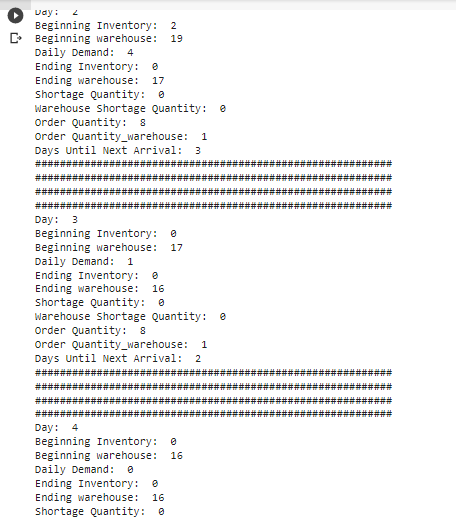 Day:  2
Beginning Inventory:  2
Beginning warehouse:  19
Daily Demand:  4
Ending Inventory:  0
Ending warehouse:  17
Shortage Quantity:  0
Warehouse Shortage Quantity:  0
Order Quantity:  8
Order Quantity_warehouse:  1
Days Until Next Arrival:  3
##########################################################
##########################################################
##########################################################
##########################################################
Day:  3
Beginning Inventory:  0
Beginning warehouse:  17
Daily Demand:  1
Ending Inventory:  0
Ending warehouse:  16
Shortage Quantity:  0
Warehouse Shortage Quantity:  0
Order Quantity:  8
Order Quantity_warehouse:  1
Days Until Next Arrival:  2
##########################################################
##########################################################
##########################################################
##########################################################
Day:  4
Beginning Inventory:  0
Beginning warehouse:  16
Daily Demand:  0
Ending Inventory:  0
Ending warehouse:  16
Shortage Quantity:  0